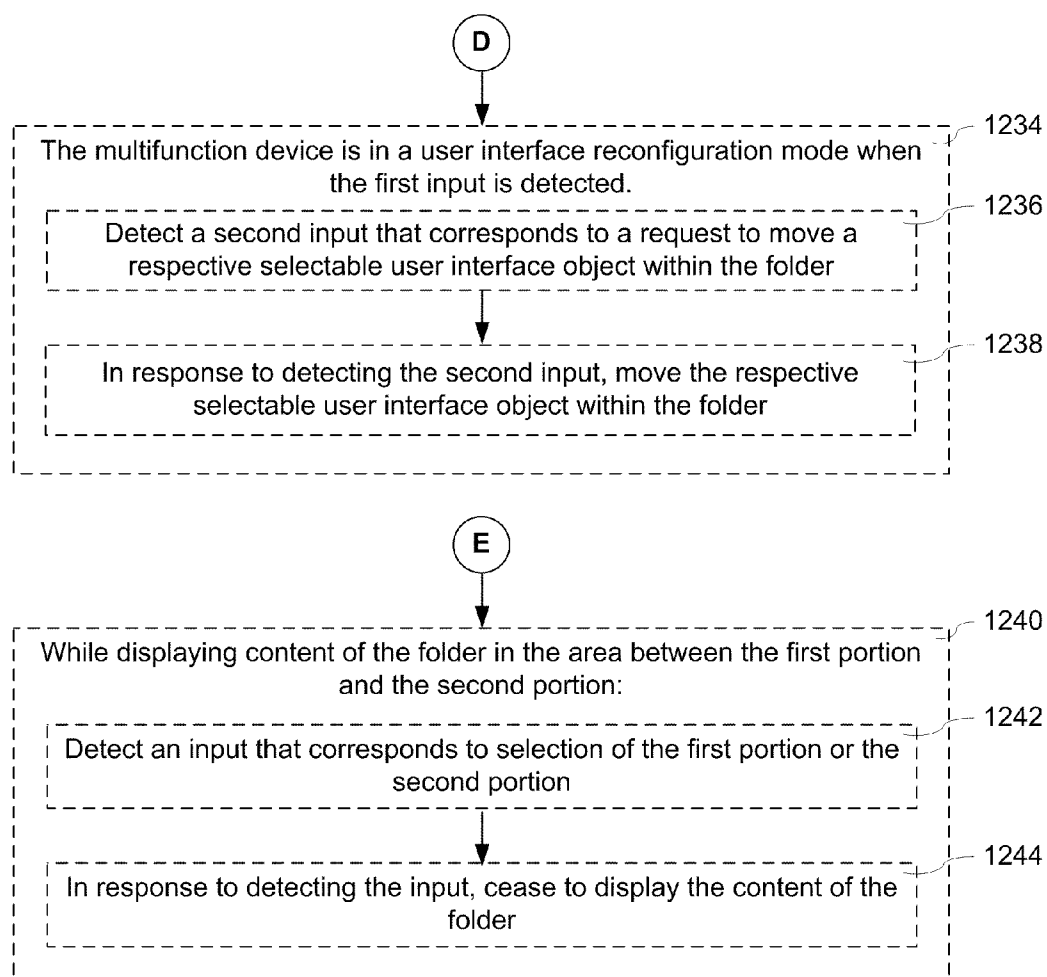 D
1234
The multifunction device is in a user interface reconfiguration mode when
the first input is detected.
1236
Detect a second input that corresponds to a request to move a
respective selectable user interface object within the folder
1238
In response to detecting the second input, move the respective
selectable user interface object within the folder
E
1240
While displaying content of the folder in the area between the first portion
and the second portion:
1242
Detect an input that corresponds to selection of the first portion or the
second portion
1244
In response to detecting the input, cease to display the content of the
folder